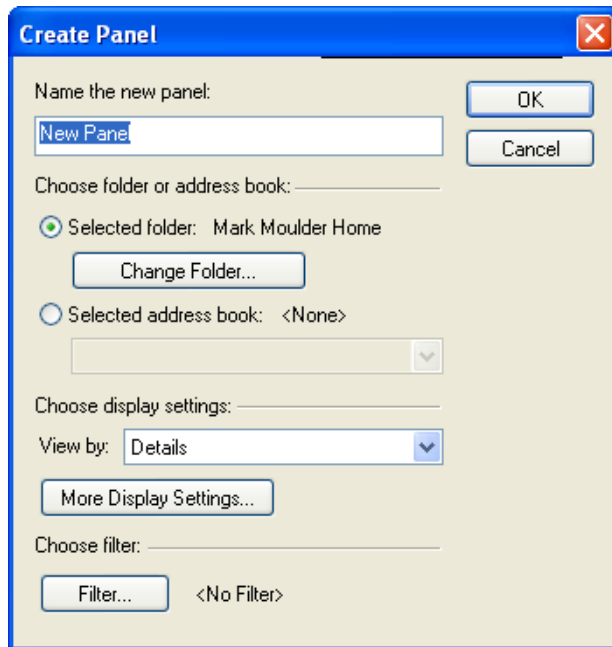 Create Panel
Name the new panel:
OK
New Panel
Cancel
Choose folder or address book:
Selected folder: Mark Moulder Home
Change Folder...
Selected address book: <None>
Choose display settings:
View by: Details
More Display Settings...
Choose filter:
Filter... <No Filter>